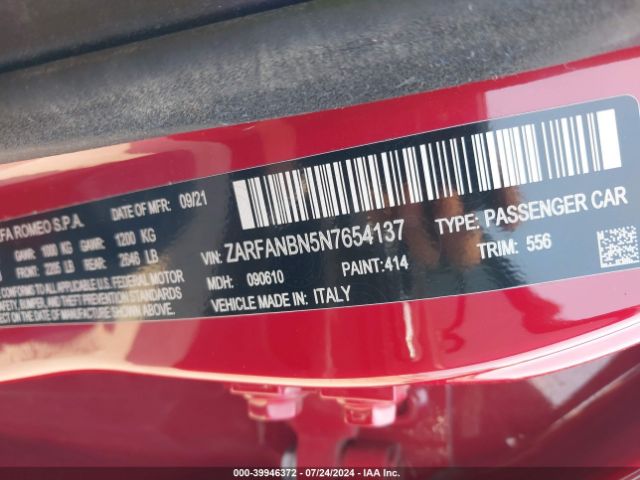 FA ROMEO S.P.A. DATE OF MFR: 09/21
GAWR: 1000 KG GAWR: 1200 KG
FRONT: 2205 LB REAR: 2646 LB
CONFORMS TO ALL APPLICABLE U.S. FEDERAL MOTOR
SAFETY, BUMPER, AND THEFT PREVENTION STANDARDS
EFFECT ON THE DATE OF MANUFACTURE SHOWN ABOVE.
VIN: ZARFANBN5N7654137 TYPE: PASSENGER CAR
MDH: 090610 PAINT: 414 TRIM: 556
VEHICLE MADE IN: ITALY
000-39946372 | 07/24/2024 | IAA Inc.